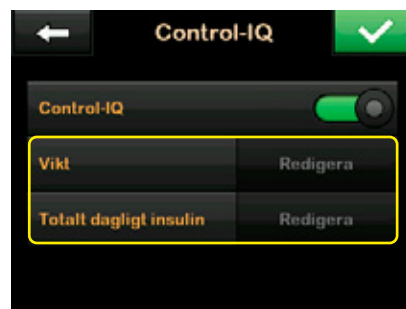 Control-IQ
Control-IQ
Vikt Redigera
Totalt dagligt insulin Redigera